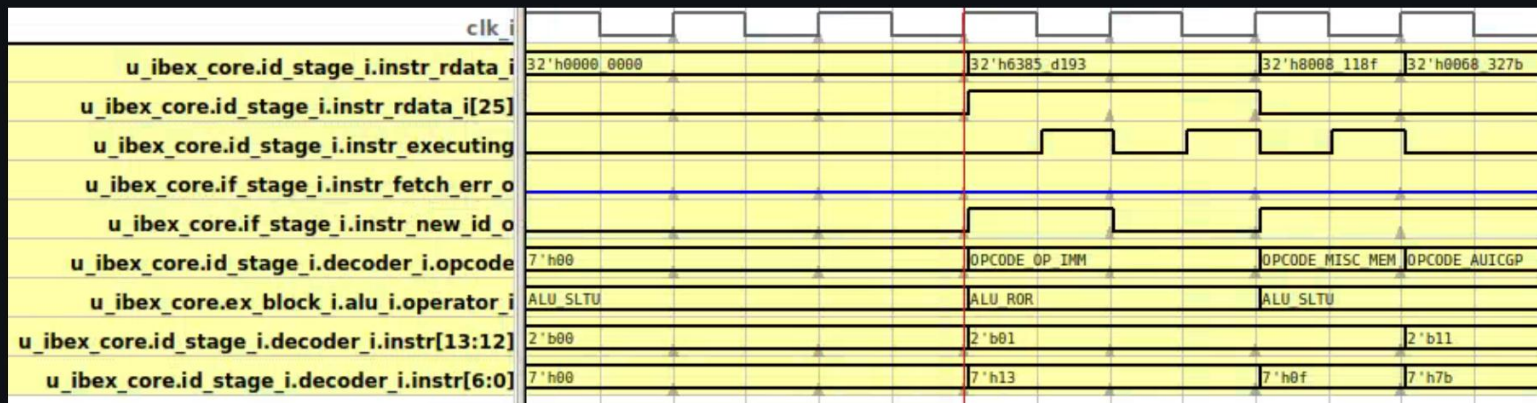 clk_i
u_ibex_core.id_stage_i.instr_rdata_i 32'h0000_0000 32'h6385_d193 32'h8008_118f 32'h0068_327b
u_ibex_core.id_stage_i.instr_rdata_i[25]
u_ibex_core.id_stage_i.instr_executing
u_ibex_core.if_stage_i.instr_fetch_err_o
u_ibex_core.if_stage_i.instr_new_id_o
u_ibex_core.id_stage_i.decoder_i.opcode 7'h00 OPCODE_OP_IMM OPCODE_MISC_MEM OPCODE_AUICGP
u_ibex_core.ex_block_i.alu_i.operator_i ALU_SLTU ALU_ROR ALU_SLTU
u_ibex_core.id_stage_i.decoder_i.instr[13:12] 2'b00 2'b01 2'b11
u_ibex_core.id_stage_i.decoder_i.instr[6:0] 7'h00 7'h13 7'h0f 7'h7b